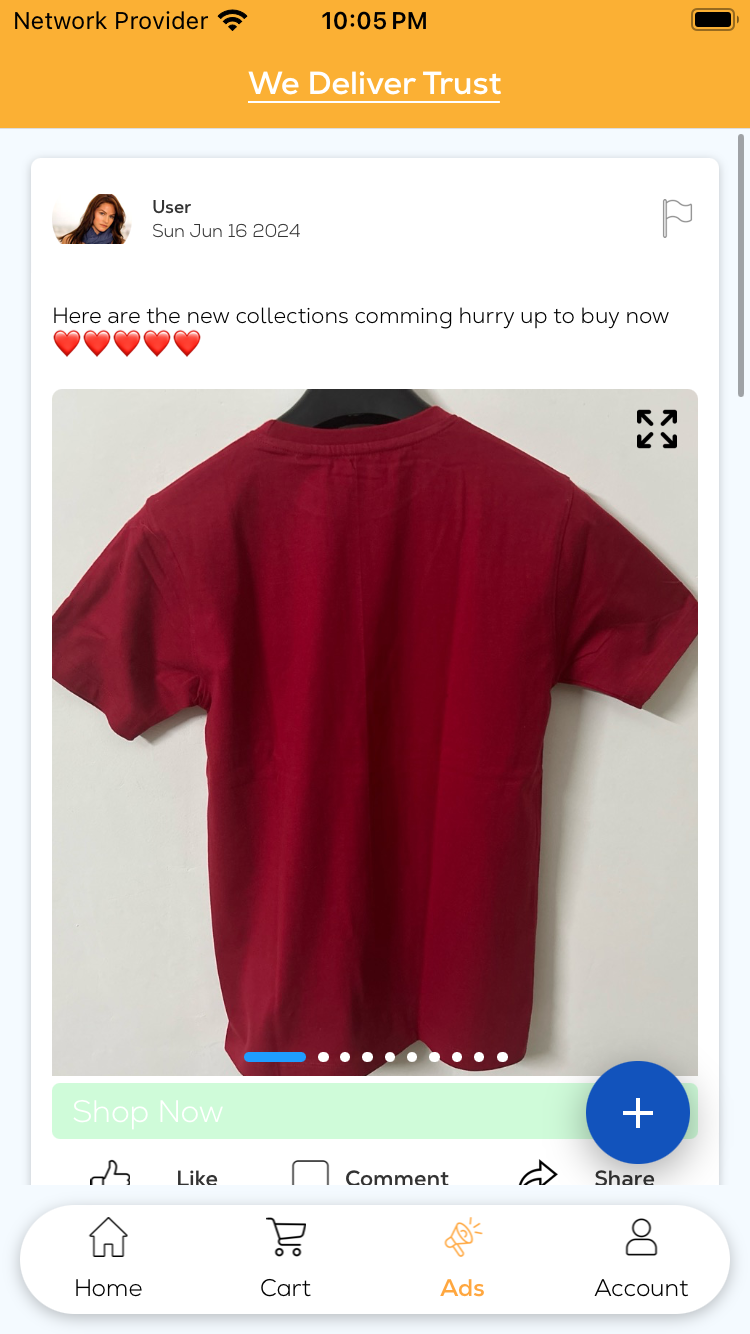 Network Provider 10:05 PM
We Deliver Trust
User
Sun Jun 16 2024
Here are the new collections comming hurry up to buy now
❤️❤️❤️❤️❤️
Shop Now
Like Comment Share
Home Cart Ads Account